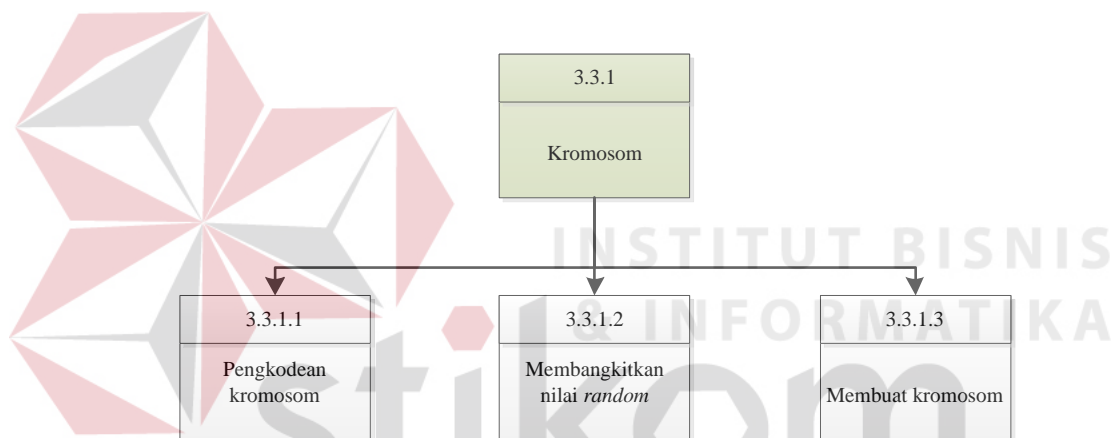 3.3.1
Kromosom
INSTITUT BISNIS
& INFORMATIKA
stikom
3.3.1.1
Pengkodean
kromosom
3.3.1.2
Membangkitkan
nilai random
3.3.1.3
Membuat kromosom